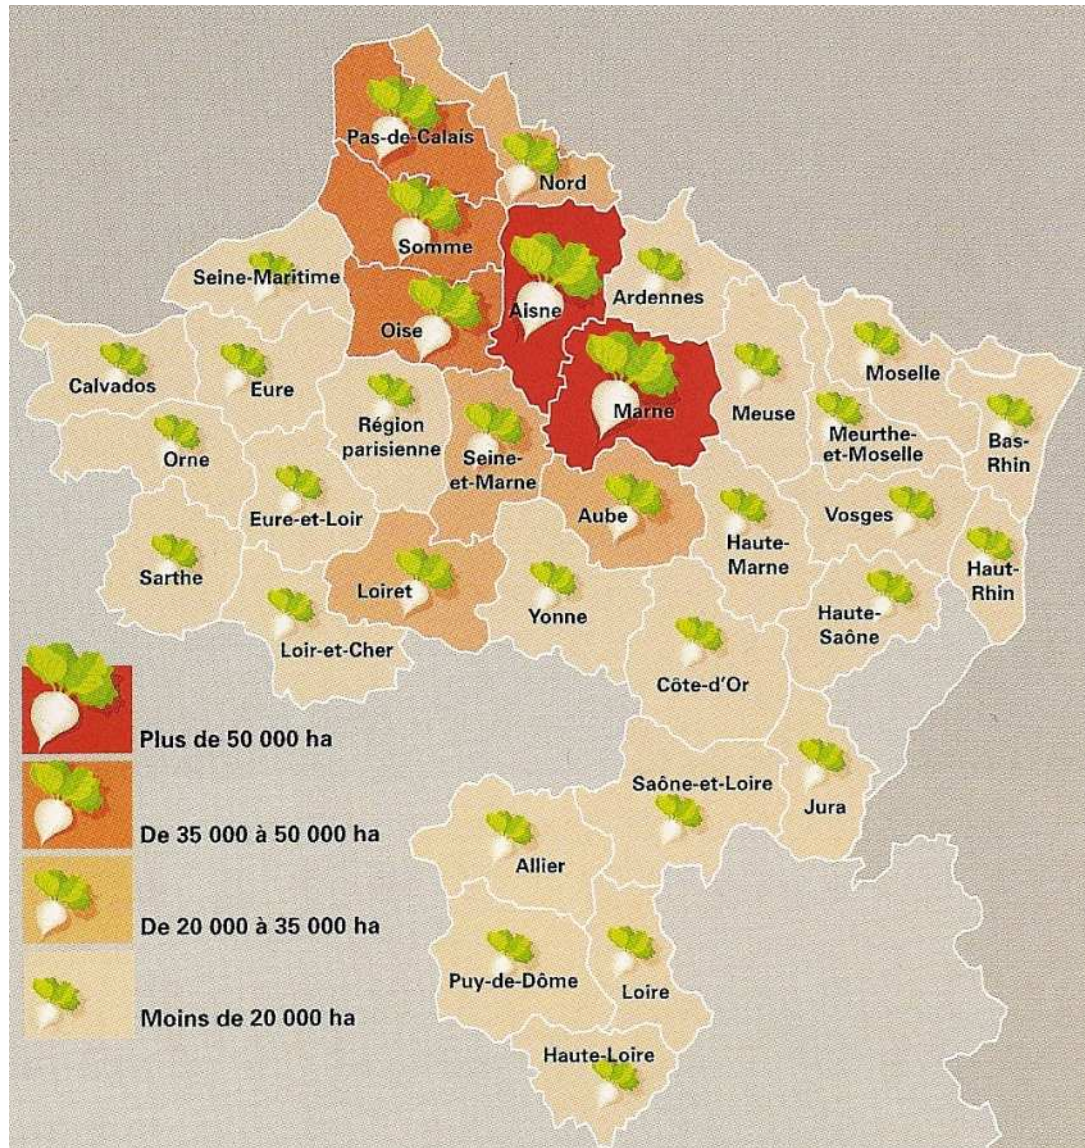 Pas-de-Calais
Nord
Somme
Seine-Maritime
Aisne
Ardennes
Oise
Calvados
Eure
Marne
Meuse
Moselle
Région
parisienne
Meurthe-
et-Moselle
Bas-
Rhin
Orne
Seine-
et-Marne
Eure-et-Loir
Aube
Vosges
Haute-
Marne
Sarthe
Loiret
Yonne
Haute-
Saône
Haut-
Rhin
Loir-et-Cher
Côte-d'Or
Saône-et-Loire
Jura
Allier
Puy-de-Dôme
Loire
Haute-Loire
Plus de 50 000 ha
De 35 000 à 50 000 ha
De 20 000 à 35 000 ha
Moins de 20 000 ha